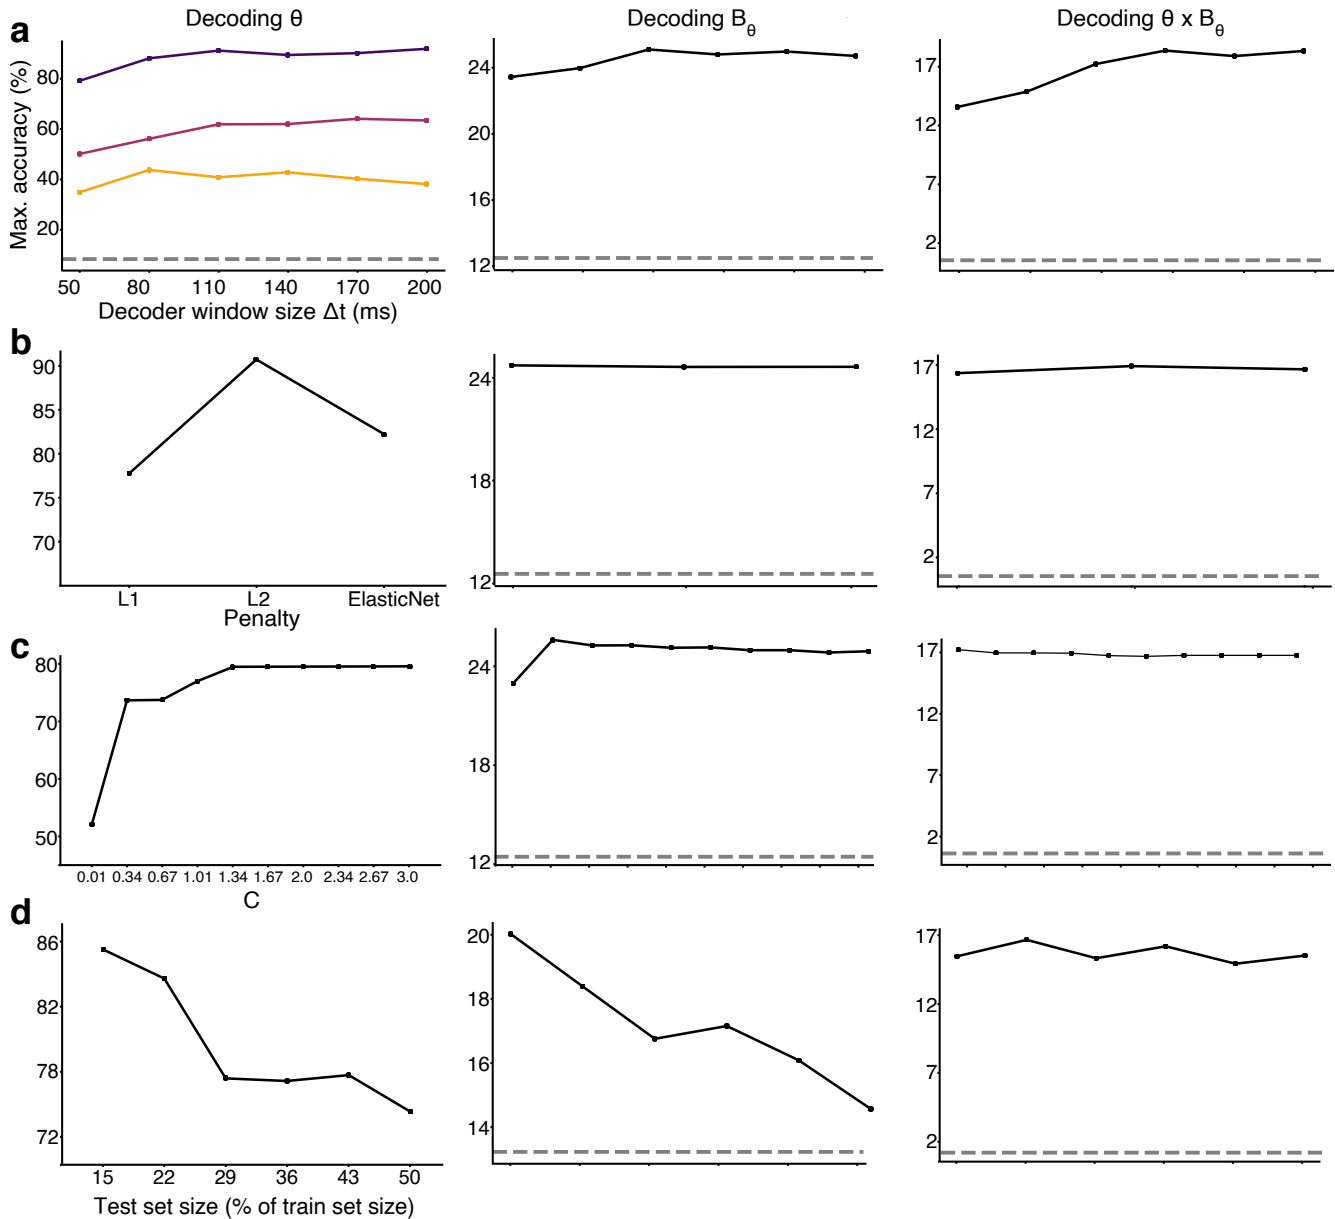 a
Decoding θ
Decoding Bθ
Decoding θ x Bθ
Max. accuracy (%)
80
60
40
20
50 80 110 140 170 200
Decoder window size Δt (ms)
24
20
16
12
17
12
7
2
b
90
85
80
75
70
L1 L2 ElasticNet
Penalty
24
18
12
17
12
7
2
c
80
70
60
50
0.01 0.34 0.67 1.01 1.34 1.67 2.0 2.34 2.67 3.0
C
24
18
12
17
12
7
2
d
86
82
78
72
15 22 29 36 43 50
Test set size (% of train set size)
20
18
16
14
17
12
7
2